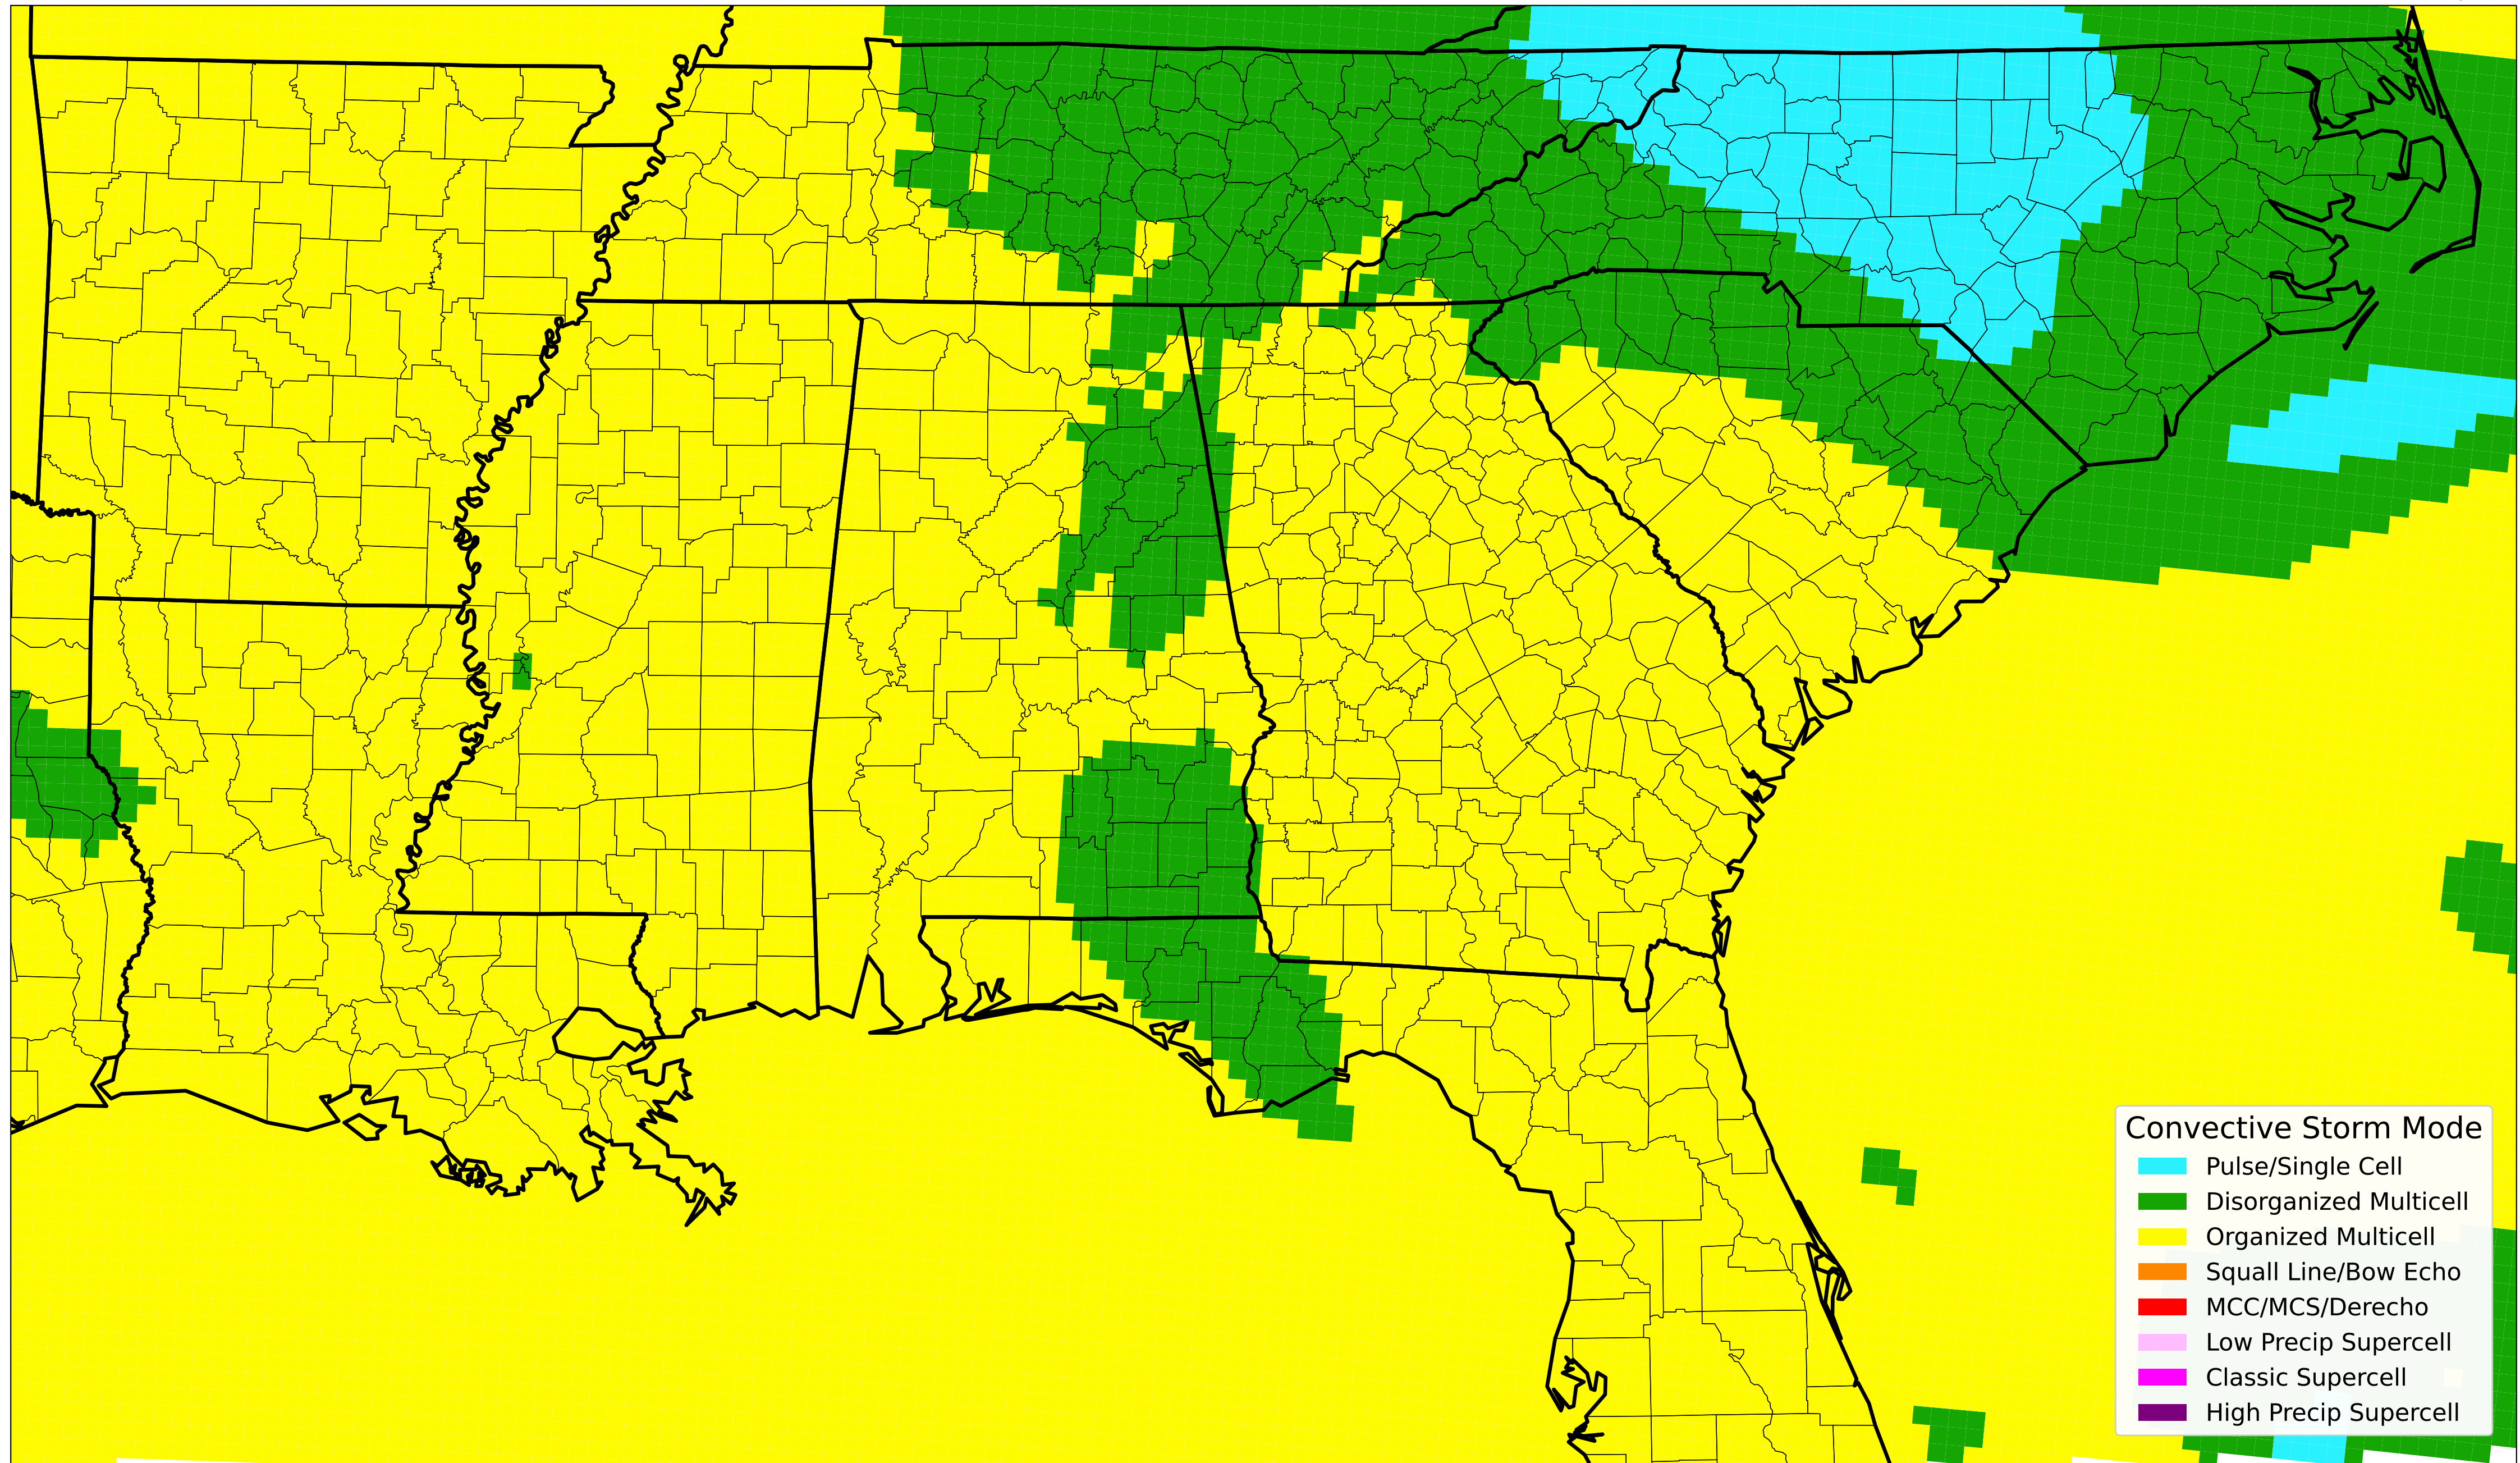 Convective Storm Mode
Pulse/Single Cell
Disorganized Multicell
Organized Multicell
Squall Line/Bow Echo
MCC/MCS/Derecho
Low Precip Supercell
Classic Supercell
High Precip Supercell